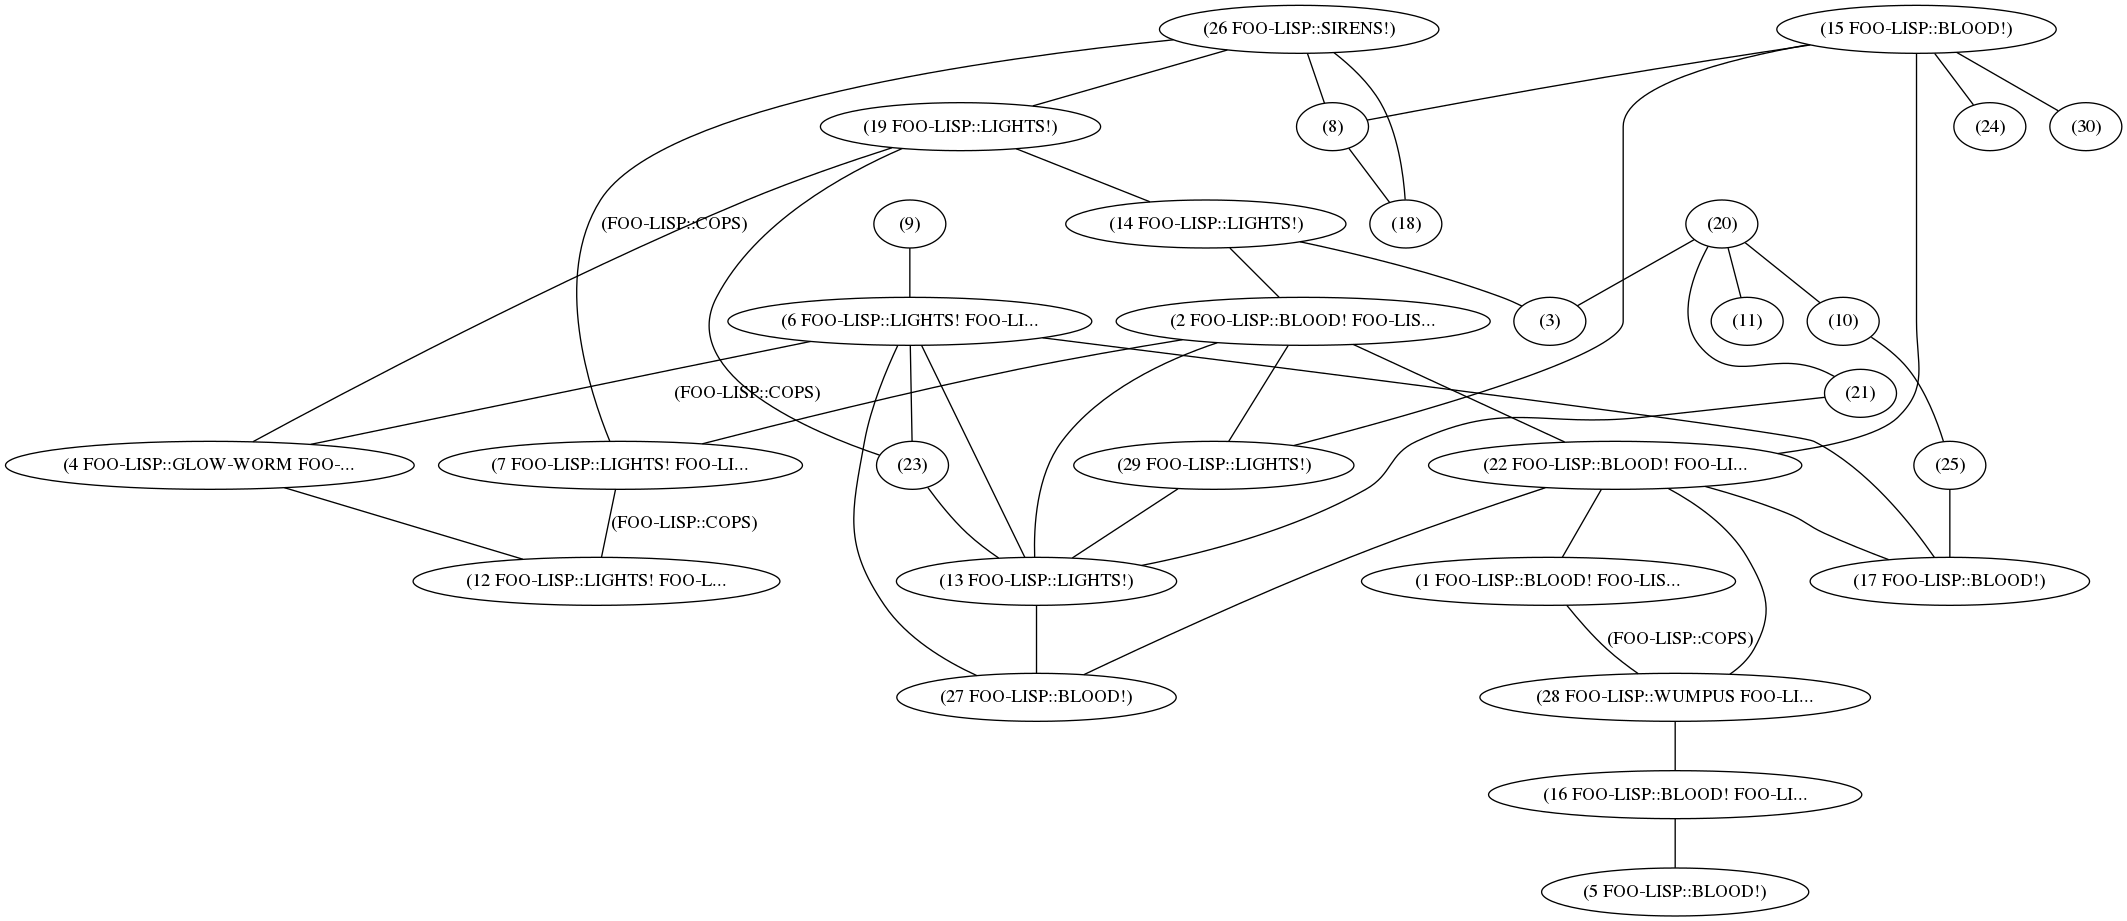 (26 FOO-LISP::SIRENS!)
(15 FOO-LISP::BLOOD!)
(19 FOO-LISP::LIGHTS!)
(8)
(24)
(30)
(FOO-LISP::COPS)
(9)
(14 FOO-LISP::LIGHTS!)
(18)
(20)
(6 FOO-LISP::LIGHTS! FOO-LI...
(2 FOO-LISP::BLOOD! FOO-LIS...
(3)
(11)
(10)
(FOO-LISP::COPS)
(21)
(4 FOO-LISP::GLOW-WORM FOO-...
(7 FOO-LISP::LIGHTS! FOO-LI...
(23)
(29 FOO-LISP::LIGHTS!)
(22 FOO-LISP::BLOOD! FOO-LI...
(25)
(FOO-LISP::COPS)
(12 FOO-LISP::LIGHTS! FOO-L...
(13 FOO-LISP::LIGHTS!)
(1 FOO-LISP::BLOOD! FOO-LIS...
(17 FOO-LISP::BLOOD!)
(FOO-LISP::COPS)
(27 FOO-LISP::BLOOD!)
(28 FOO-LISP::WUMPUS FOO-LI...
(16 FOO-LISP::BLOOD! FOO-LI...
(5 FOO-LISP::BLOOD!)